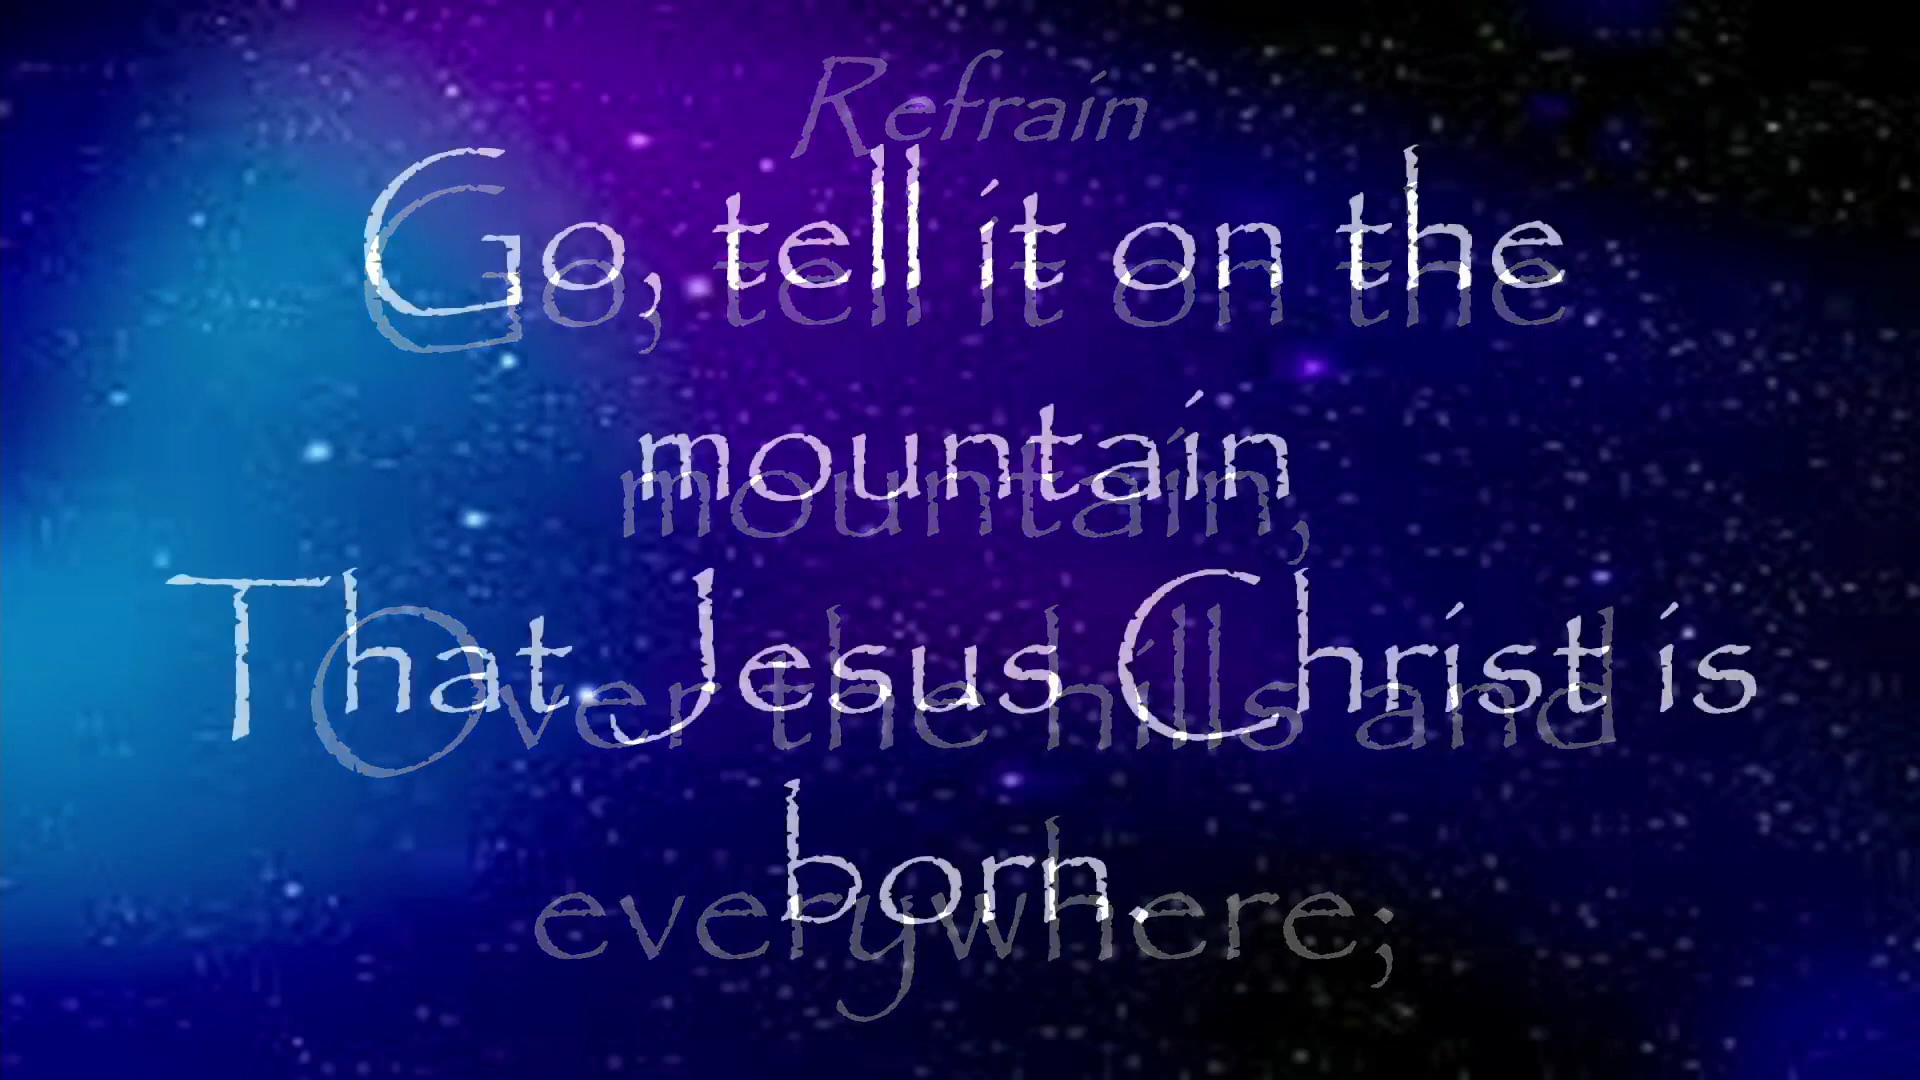 Refrain
Go, tell it on the
mountain,
Over the hills and
everywhere;
Go, tell it on the
mountain
That Jesus Christ is
born.